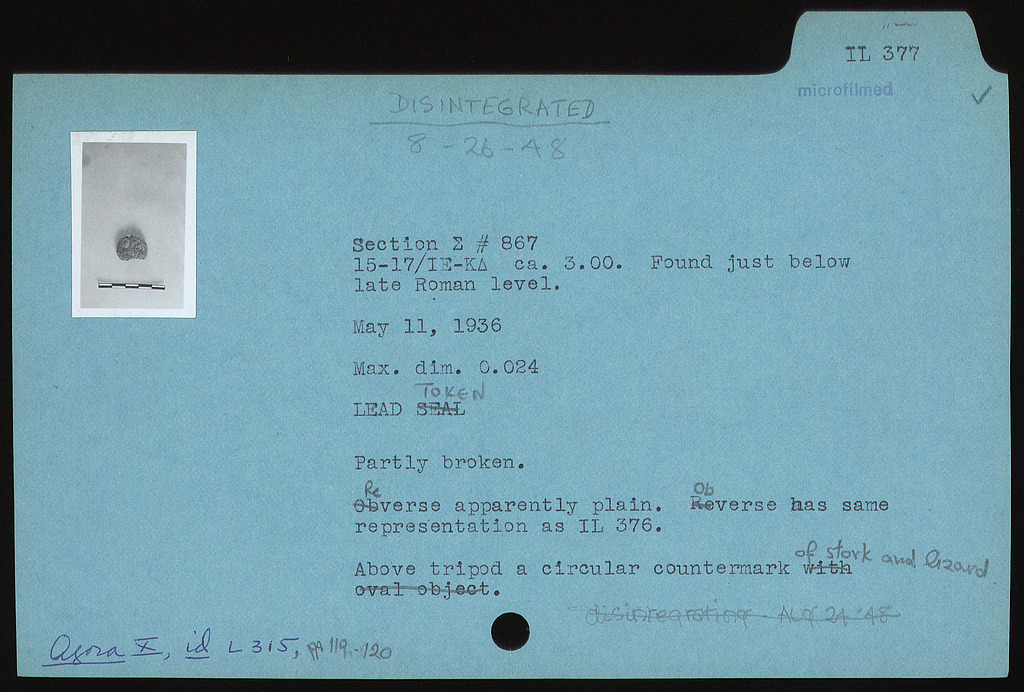 IL 377
microfilmed
DISINTEGRATED
8-26-48
Section Σ # 867
15-17/ΙΕ-ΚΔ ca. 3.00. Found just below
late Roman level.
May 11, 1936
Max. dim. 0.024
TOKEN
LEAD SEAL
Partly broken.
Re Ob
Obverse apparently plain. Reverse has same
representation as IL 376.
of stork and lizard.
Above tripod a circular countermark with
oval object.
disintegrating AUG 24 '48
Agora X, id L 315, pp 119-120